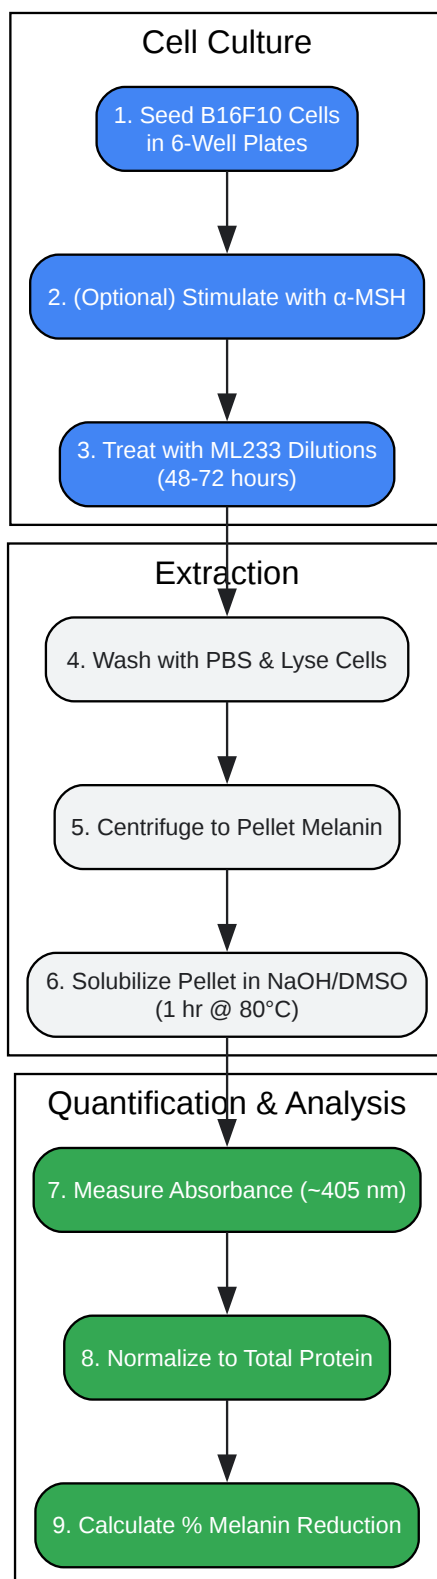 Cell Culture
1. Seed B16F10 Cells
in 6-Well Plates
2. (Optional) Stimulate with α-MSH
3. Treat with ML233 Dilutions
(48-72 hours)
Extraction
4. Wash with PBS & Lyse Cells
5. Centrifuge to Pellet Melanin
6. Solubilize Pellet in NaOH/DMSO
(1 hr @ 80°C)
Quantification & Analysis
7. Measure Absorbance (~405 nm)
8. Normalize to Total Protein
9. Calculate % Melanin Reduction